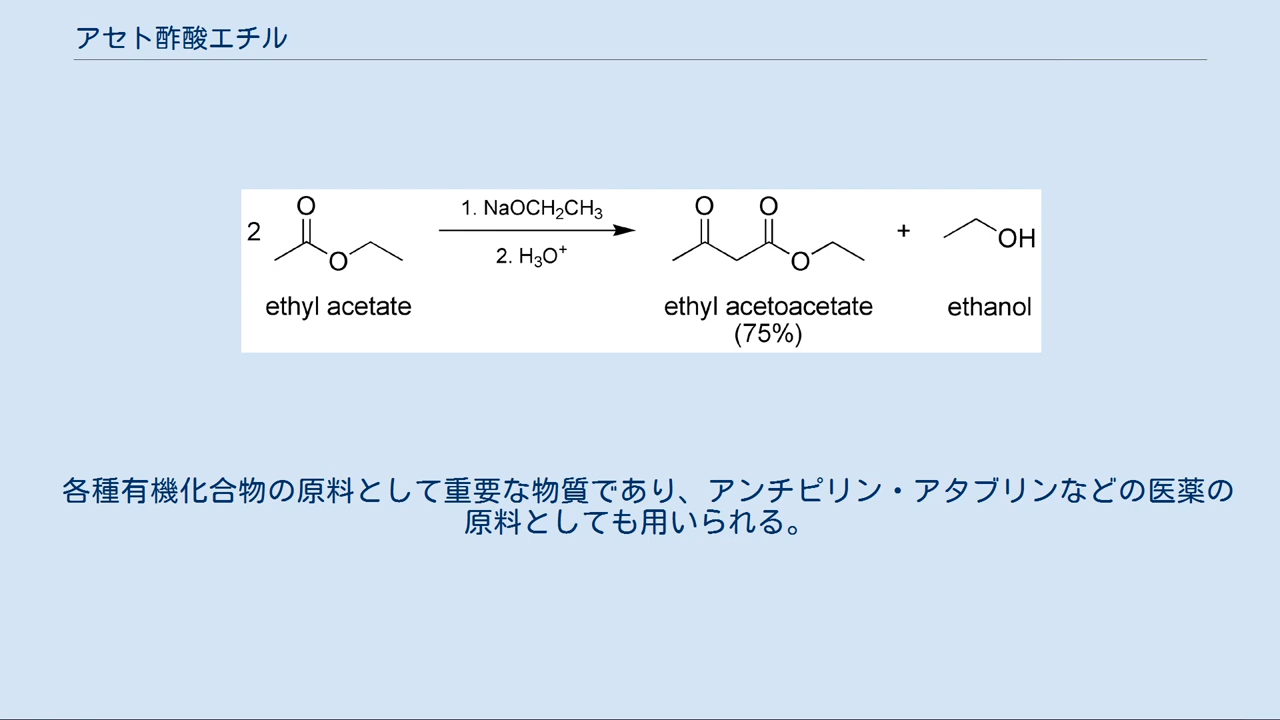 アセト酢酸エチル
O O O
1. NaOCH₂CH₃
2 + OH
O 2. H₃O⁺ O
ethyl acetate ethyl acetoacetate ethanol
(75%)
各種有機化合物の原料として重要な物質であり、アンチピリン・アタブリンなどの医薬の
原料としても用いられる。